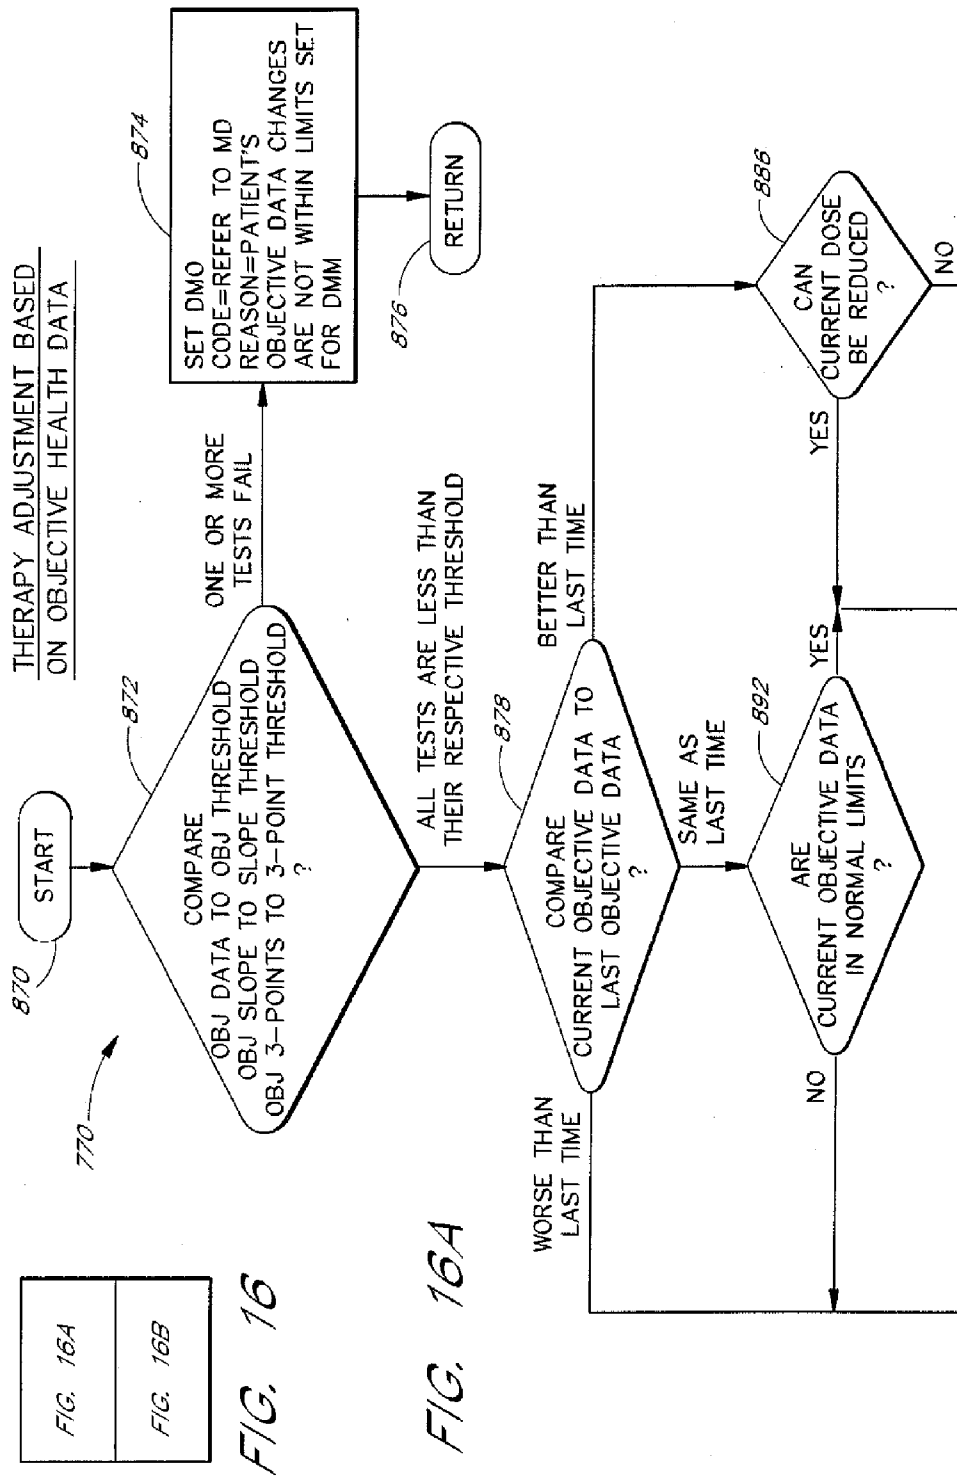 THERAPY ADJUSTMENT BASED
ON OBJECTIVE HEALTH DATA
FIG. 16A
FIG. 16B
FIG. 16
770
870
START
872
COMPARE
OBJ DATA TO OBJ THRESHOLD
OBJ SLOPE TO SLOPE THRESHOLD
OBJ 3-POINTS TO 3-POINT THRESHOLD
?
ONE OR MORE
TESTS FAIL
874
SET DMO
CODE=REFER TO MD
REASON=PATIENT'S
OBJECTIVE DATA CHANGES
ARE NOT WITHIN LIMITS SET
FOR DMM
876
RETURN
FIG. 16A
ALL TESTS ARE LESS THAN
THEIR RESPECTIVE THRESHOLD
878
COMPARE
CURRENT OBJECTIVE DATA TO
LAST OBJECTIVE DATA
?
WORSE THAN
LAST TIME
BETTER THAN
LAST TIME
SAME AS
LAST TIME
892
ARE
CURRENT OBJECTIVE DATA
IN NORMAL LIMITS
?
NO
YES
886
CAN
CURRENT DOSE
BE REDUCED
?
YES
NO